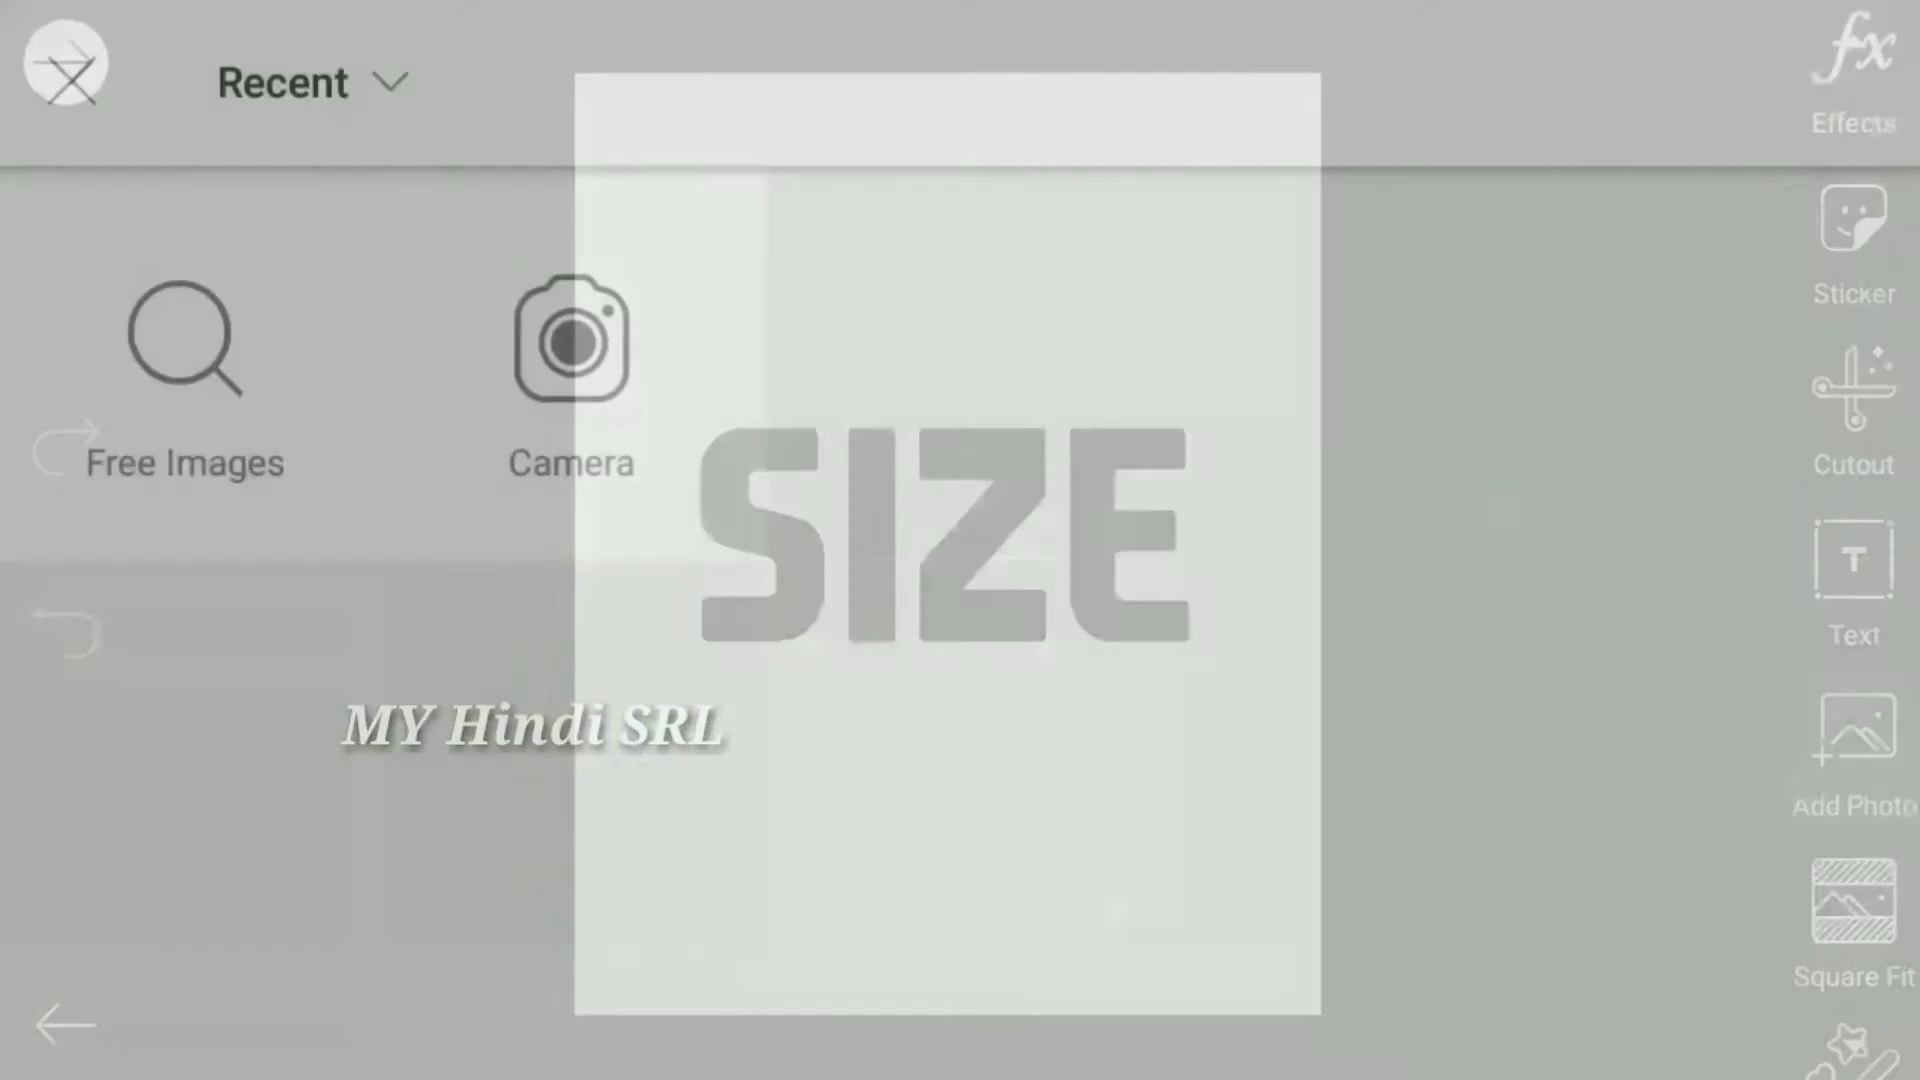 Recent
Effects
Sticker
Free Images
Camera
Cutout
SIZE
T
Text
MY Hindi SRL
Add Photo
Square Fit